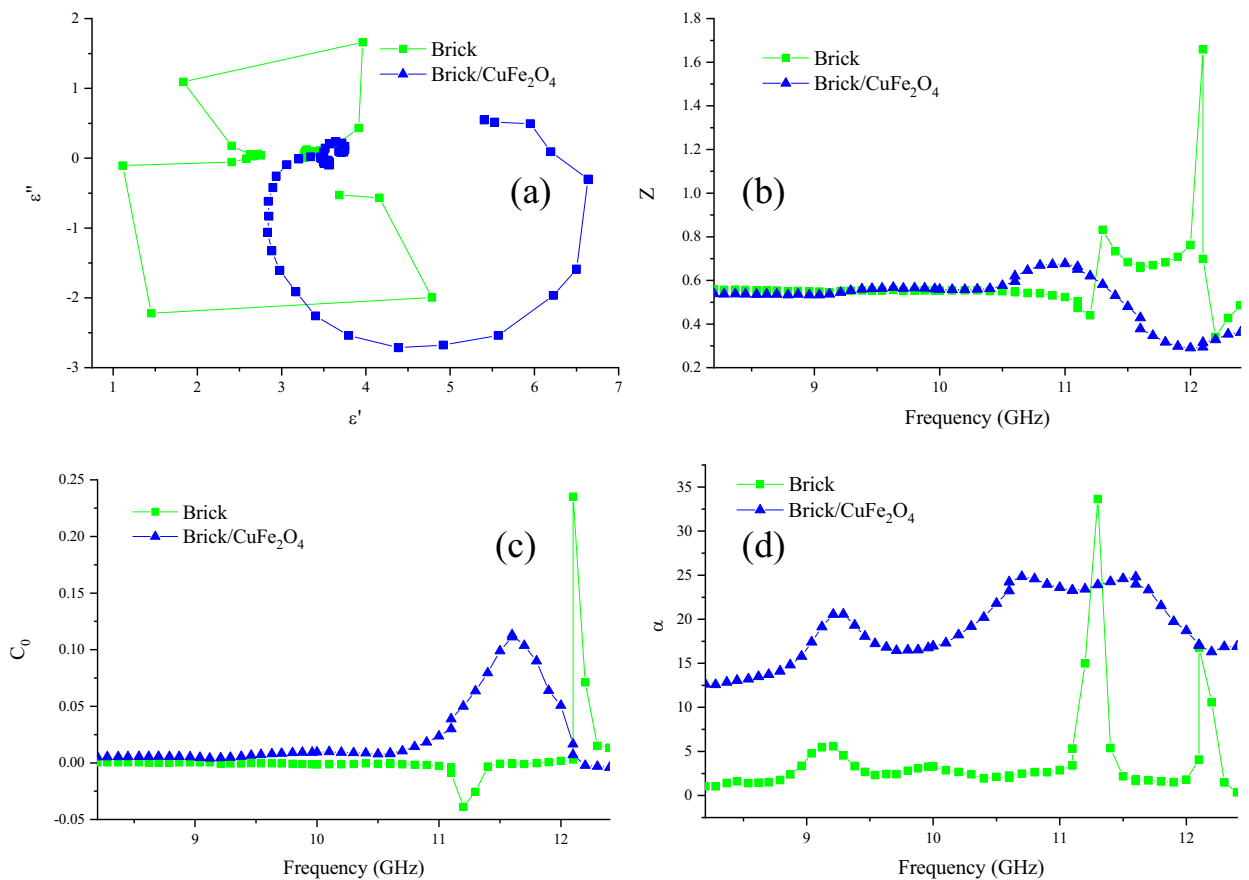 2
1
0
-1
-2
-3
1 2 3 4 5 6 7
ε''
ε'
Brick
Brick/CuFe₂O₄
(a)
1.8
1.6
1.4
1.2
1.0
0.8
0.6
0.4
0.2
9 10 11 12
Z
Frequency (GHz)
Brick
Brick/CuFe₂O₄
(b)
0.25
0.20
0.15
0.10
0.05
0.00
-0.05
9 10 11 12
C₀
Frequency (GHz)
Brick
Brick/CuFe₂O₄
(c)
35
30
25
20
15
10
5
0
9 10 11 12
α
Frequency (GHz)
Brick
Brick/CuFe₂O₄
(d)